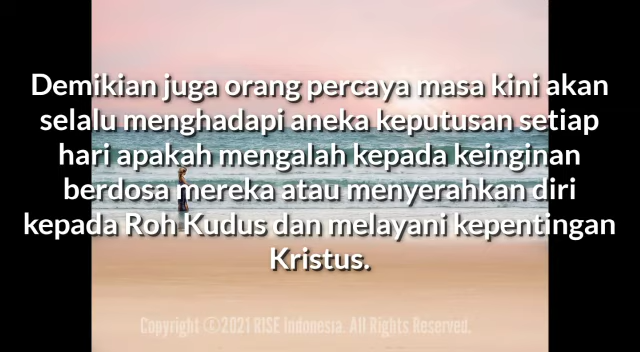 Demikian juga orang percaya masa kini akan
selalu menghadapi aneka keputusan setiap
hari apakah mengalah kepada keinginan
berdosa mereka atau menyerahkan diri
kepada Roh Kudus dan melayani kepentingan
Kristus.
Copyright ©2021 RISE Indonesia. All Rights Reserved.